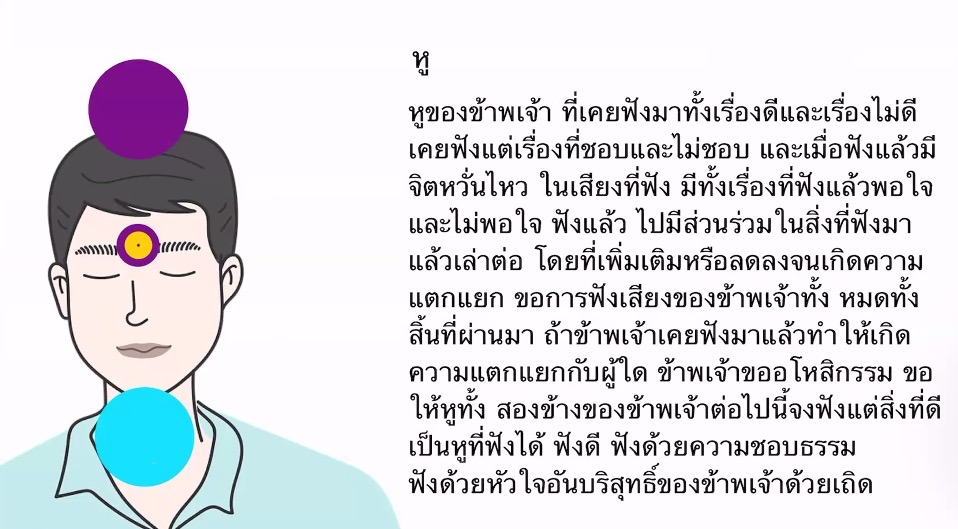 หู
หูของข้าพเจ้า ที่เคยฟังมาทั้งเรื่องดีและเรื่องไม่ดี
เคยฟังแต่เรื่องที่ชอบและไม่ชอบ และเมื่อฟังแล้วมี
จิตหวั่นไหว ในเสียงที่ฟัง มีทั้งเรื่องที่ฟังแล้วพอใจ
และไม่พอใจ ฟังแล้ว ไปมีส่วนร่วมในสิ่งที่ฟังมา
แล้วเล่าต่อ โดยที่เพิ่มเติมหรือลดลงจนเกิดความ
แตกแยก ขอการฟังเสียงของข้าพเจ้าทั้ง หมดทั้ง
สิ้นที่ผ่านมา ถ้าข้าพเจ้าเคยฟังมาแล้วทำให้เกิด
ความแตกแยกกับผู้ใด ข้าพเจ้าขออโหสิกรรม ขอ
ให้หูทั้ง สองข้างของข้าพเจ้าต่อไปนี้จงฟังแต่สิ่งที่ดี
เป็นหูที่ฟังได้ ฟังดี ฟังด้วยความชอบธรรม
ฟังด้วยหัวใจอันบริสุทธิ์ของข้าพเจ้าด้วยเถิด